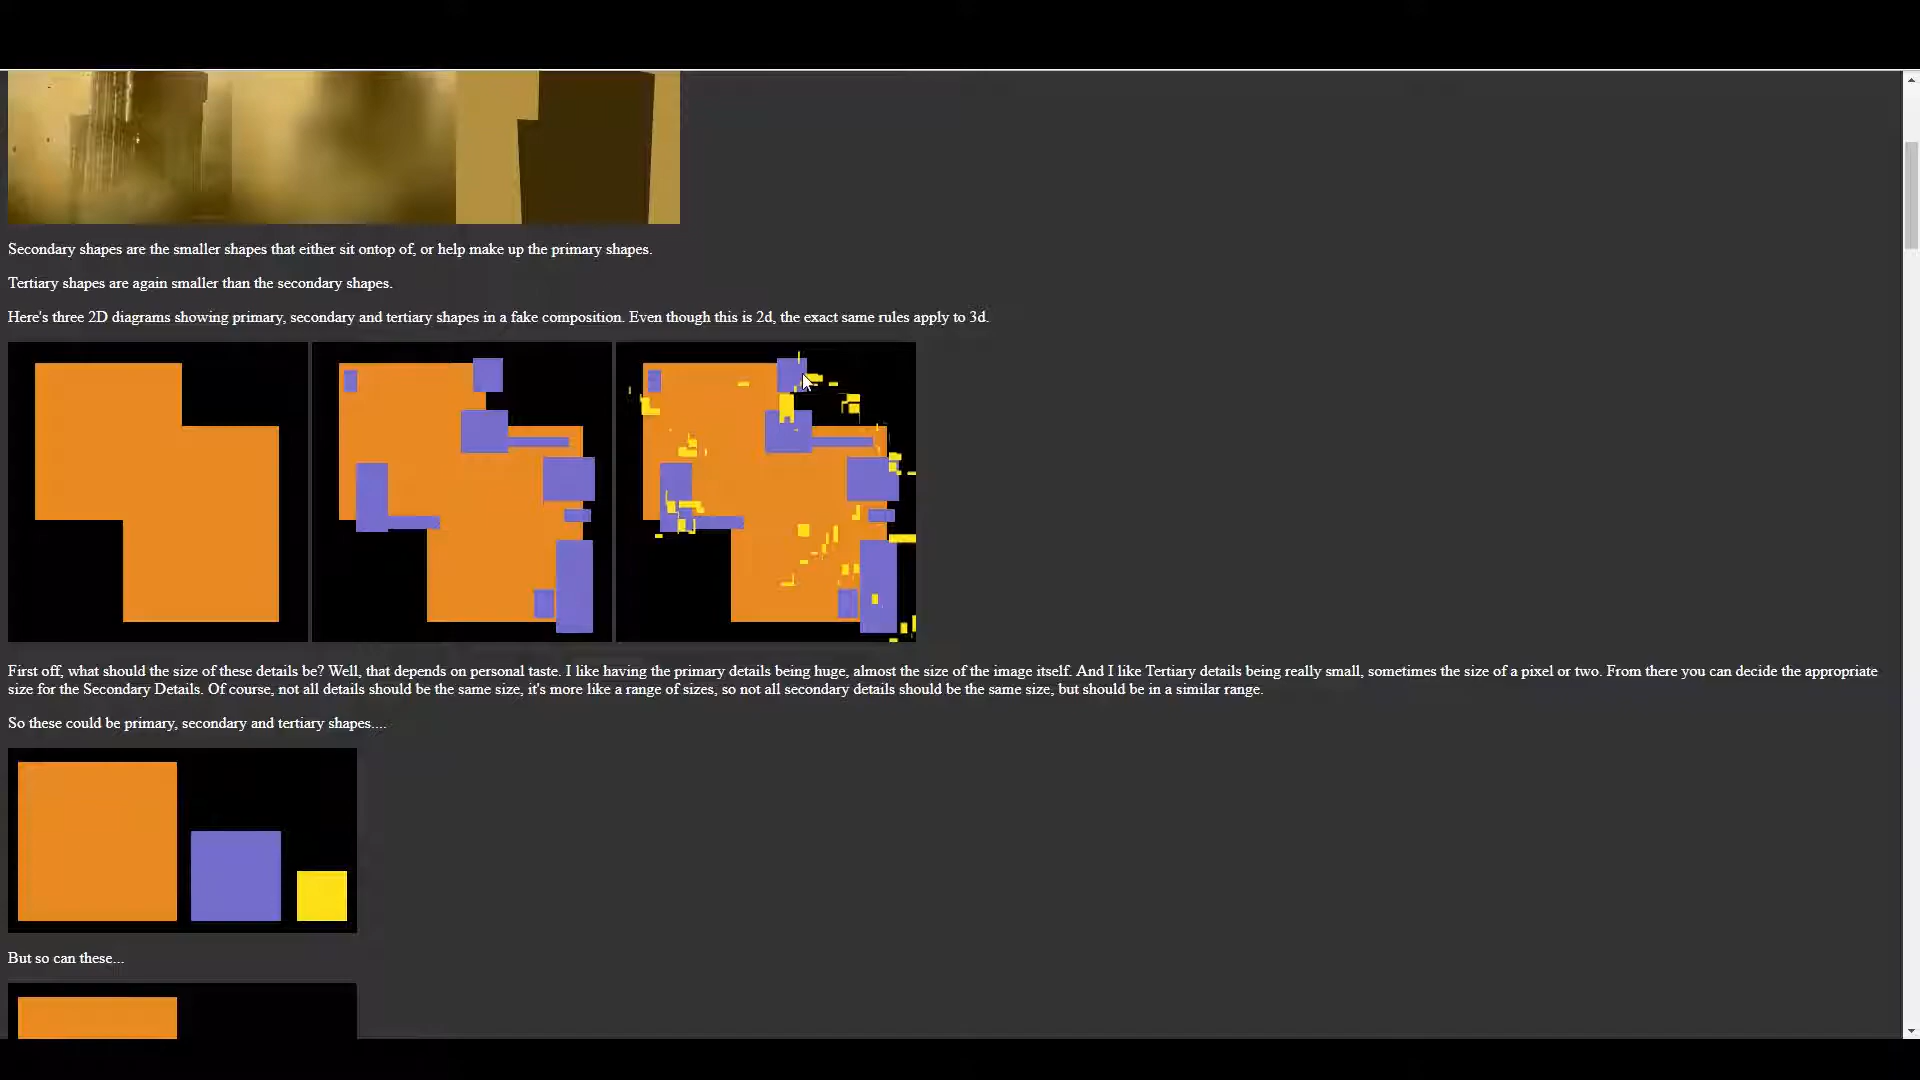 Secondary shapes are the smaller shapes that either sit ontop of, or help make up the primary shapes.
Tertiary shapes are again smaller than the secondary shapes.
Here's three 2D diagrams showing primary, secondary and tertiary shapes in a fake composition. Even though this is 2d, the exact same rules apply to 3d.
First off, what should the size of these details be? Well, that depends on personal taste. I like having the primary details being huge, almost the size of the image itself. And I like Tertiary details being really small, sometimes the size of a pixel or two. From there you can decide the appropriate
size for the Secondary Details. Of course, not all details should be the same size, it's more like a range of sizes, so not all secondary details should be the same size, but should be in a similar range.
So these could be primary, secondary and tertiary shapes....
But so can these...